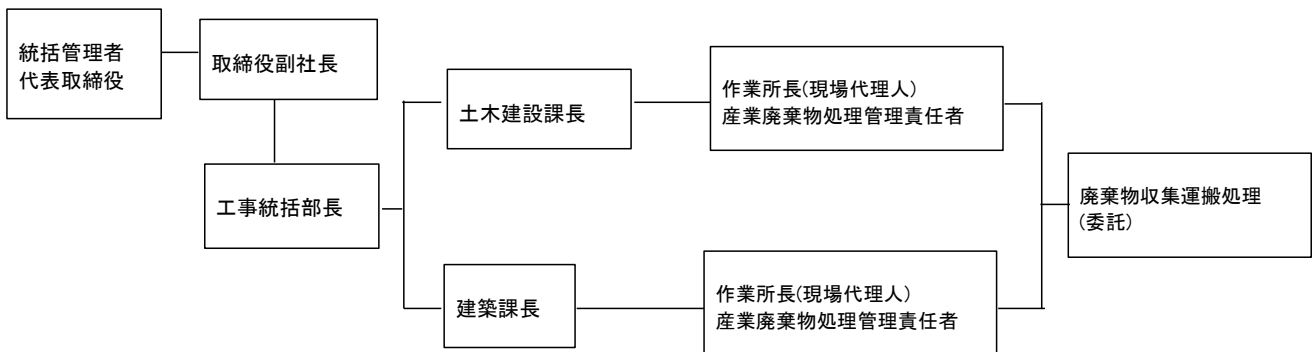 統括管理者
代表取締役
取締役副社長
工事統括部長
土木建設課長
作業所長(現場代理人)
産業廃棄物処理管理責任者
建築課長
作業所長(現場代理人)
産業廃棄物処理管理責任者
廃棄物収集運搬処理
(委託)